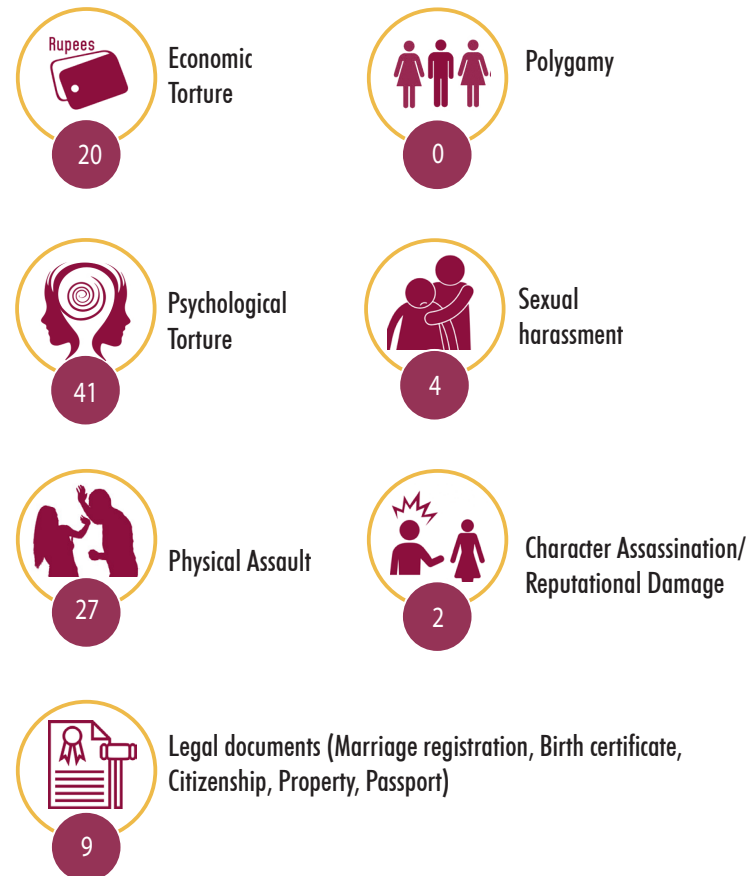 Rupees
Economic
Torture
20
Polygamy
0
Psychological
Torture
41
Sexual
harassment
4
Physical Assault
27
Character Assassination/
Reputational Damage
2
Legal documents (Marriage registration, Birth certificate,
Citizenship, Property, Passport)
9